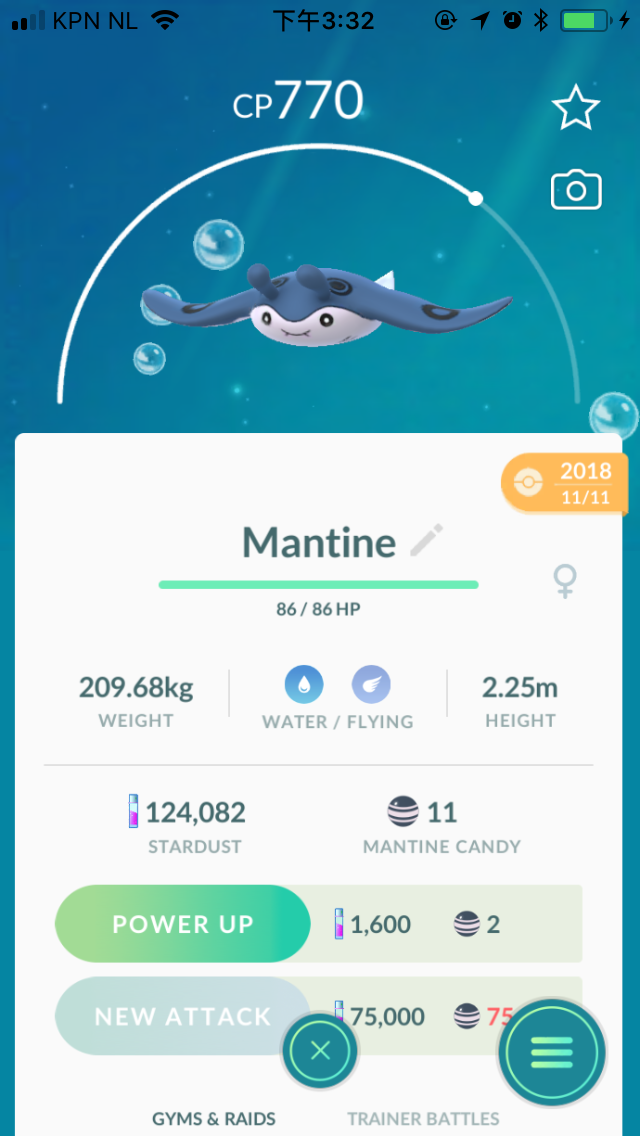 KPN NL 下午3:32
CP770
2018
11/11
Mantine
86 / 86 HP
209.68kg
WEIGHT
WATER / FLYING
2.25m
HEIGHT
124,082
STARDUST
11
MANTINE CANDY
POWER UP 1,600 2
NEW ATTACK 75,000 75
GYMS & RAIDS TRAINER BATTLES